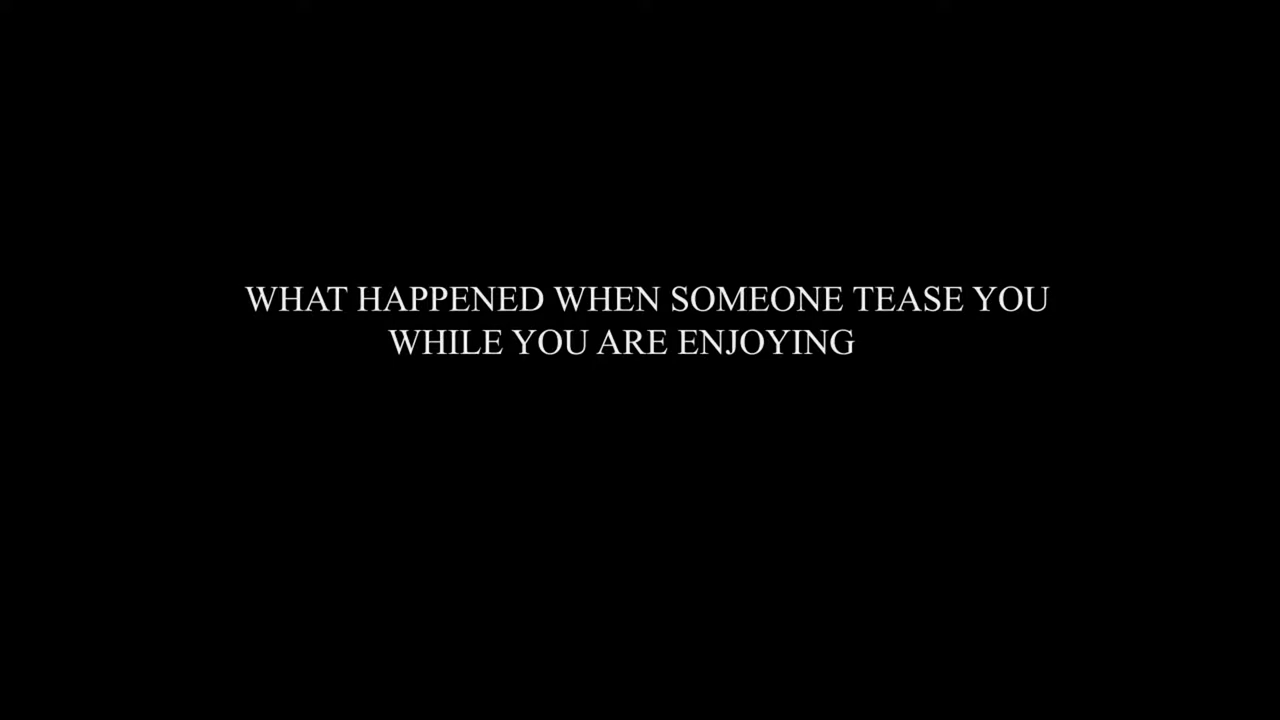 WHAT HAPPENED WHEN SOMEONE TEASE YOU
WHILE YOU ARE ENJOYING